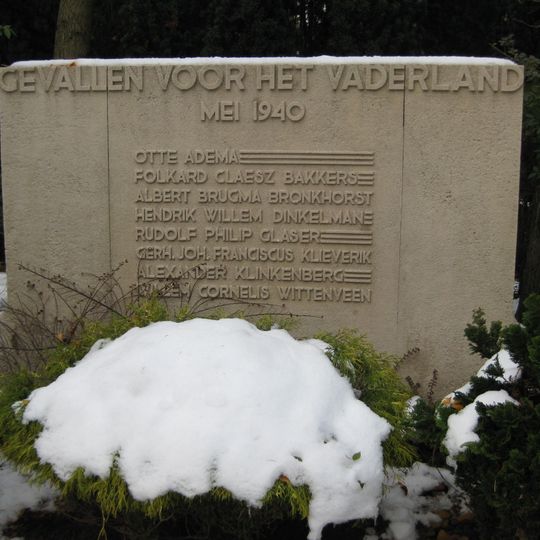 GEVALLEN VOOR HET VADERLAND
MEI 1940
OTTE ADEMA
FOLKARD CLAESZ BAKKERS
ALBERT BRUGMA BRONKHORST
HENDRIK WILLEM DINKELMAN
RUDOLF PHILIP GLASER
GERH. JOH. FRANCISCUS KLIEVERIK
ALEXANDER KLINKENBERG
CORNELIS WITTENVEEN